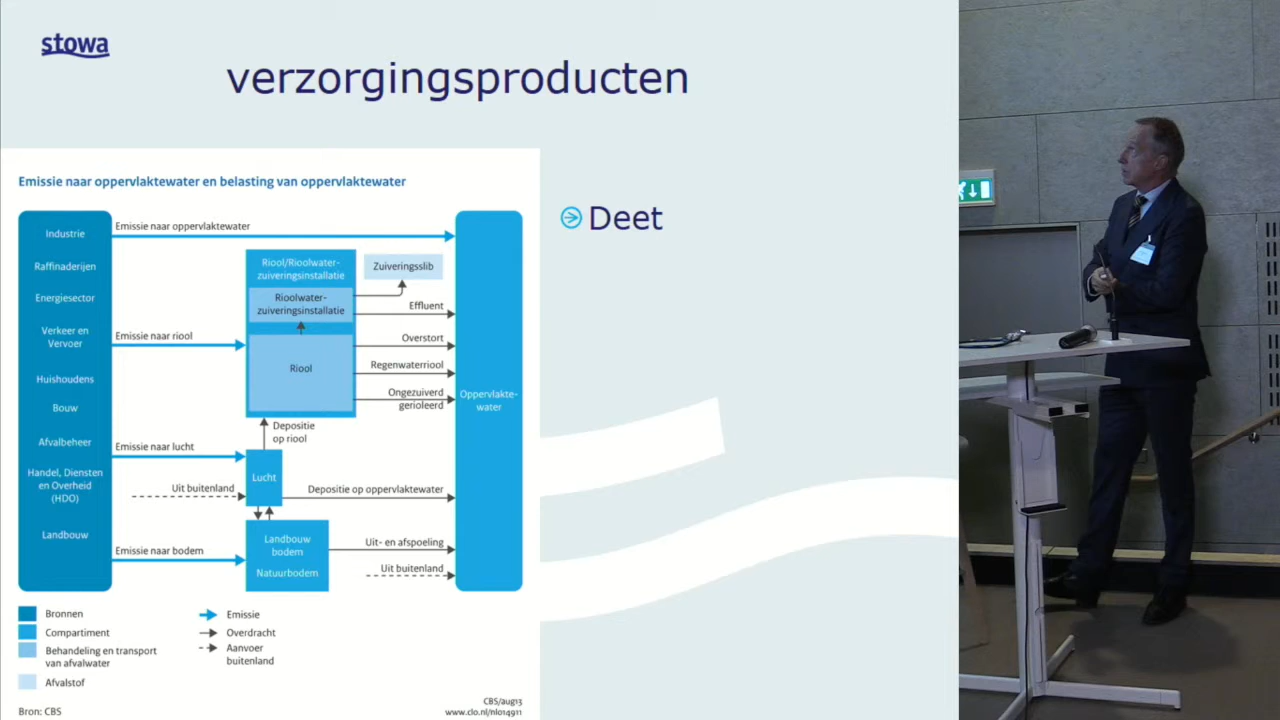 stowa
verzorgingsproducten
Emissie naar oppervlaktewater en belasting van oppervlaktewater
Industrie
Raffinaderijen
Energiesector
Verkeer en
Vervoer
Huishoudens
Bouw
Afvalbeheer
Handel, Diensten
en Overheid
(HDO)
Landbouw
Emissie naar oppervlaktewater
Emissie naar riool
Emissie naar lucht
Uit buitenland
Emissie naar bodem
Riool/Rioolwater-
zuiveringsinstallatie
Rioolwater-
zuiveringsinstallatie
Riool
Depositie
op riool
Lucht
Landbouw
bodem
Natuurbodem
Zuiveringsslib
Effluent
Overstort
Regenwaterriool
Ongezuiverd
gerioleerd
Depositie op oppervlaktewater
Uit- en afspoeling
Uit buitenland
Oppervlakte-
water
Deet
Bronnen
Compartiment
Behandeling en transport
van afvalwater
Afvalstof
Emissie
Overdracht
Aanvoer
buitenland
Bron: CBS
CBS/aug13
www.clo.nl/nl014911